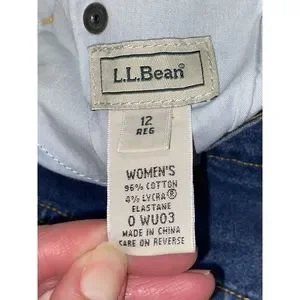 L.L.Bean®
12
REG
WOMEN'S
96% COTTON
4% LYCRA®
ELASTANE
0 WU03
MADE IN CHINA
CARE ON REVERSE